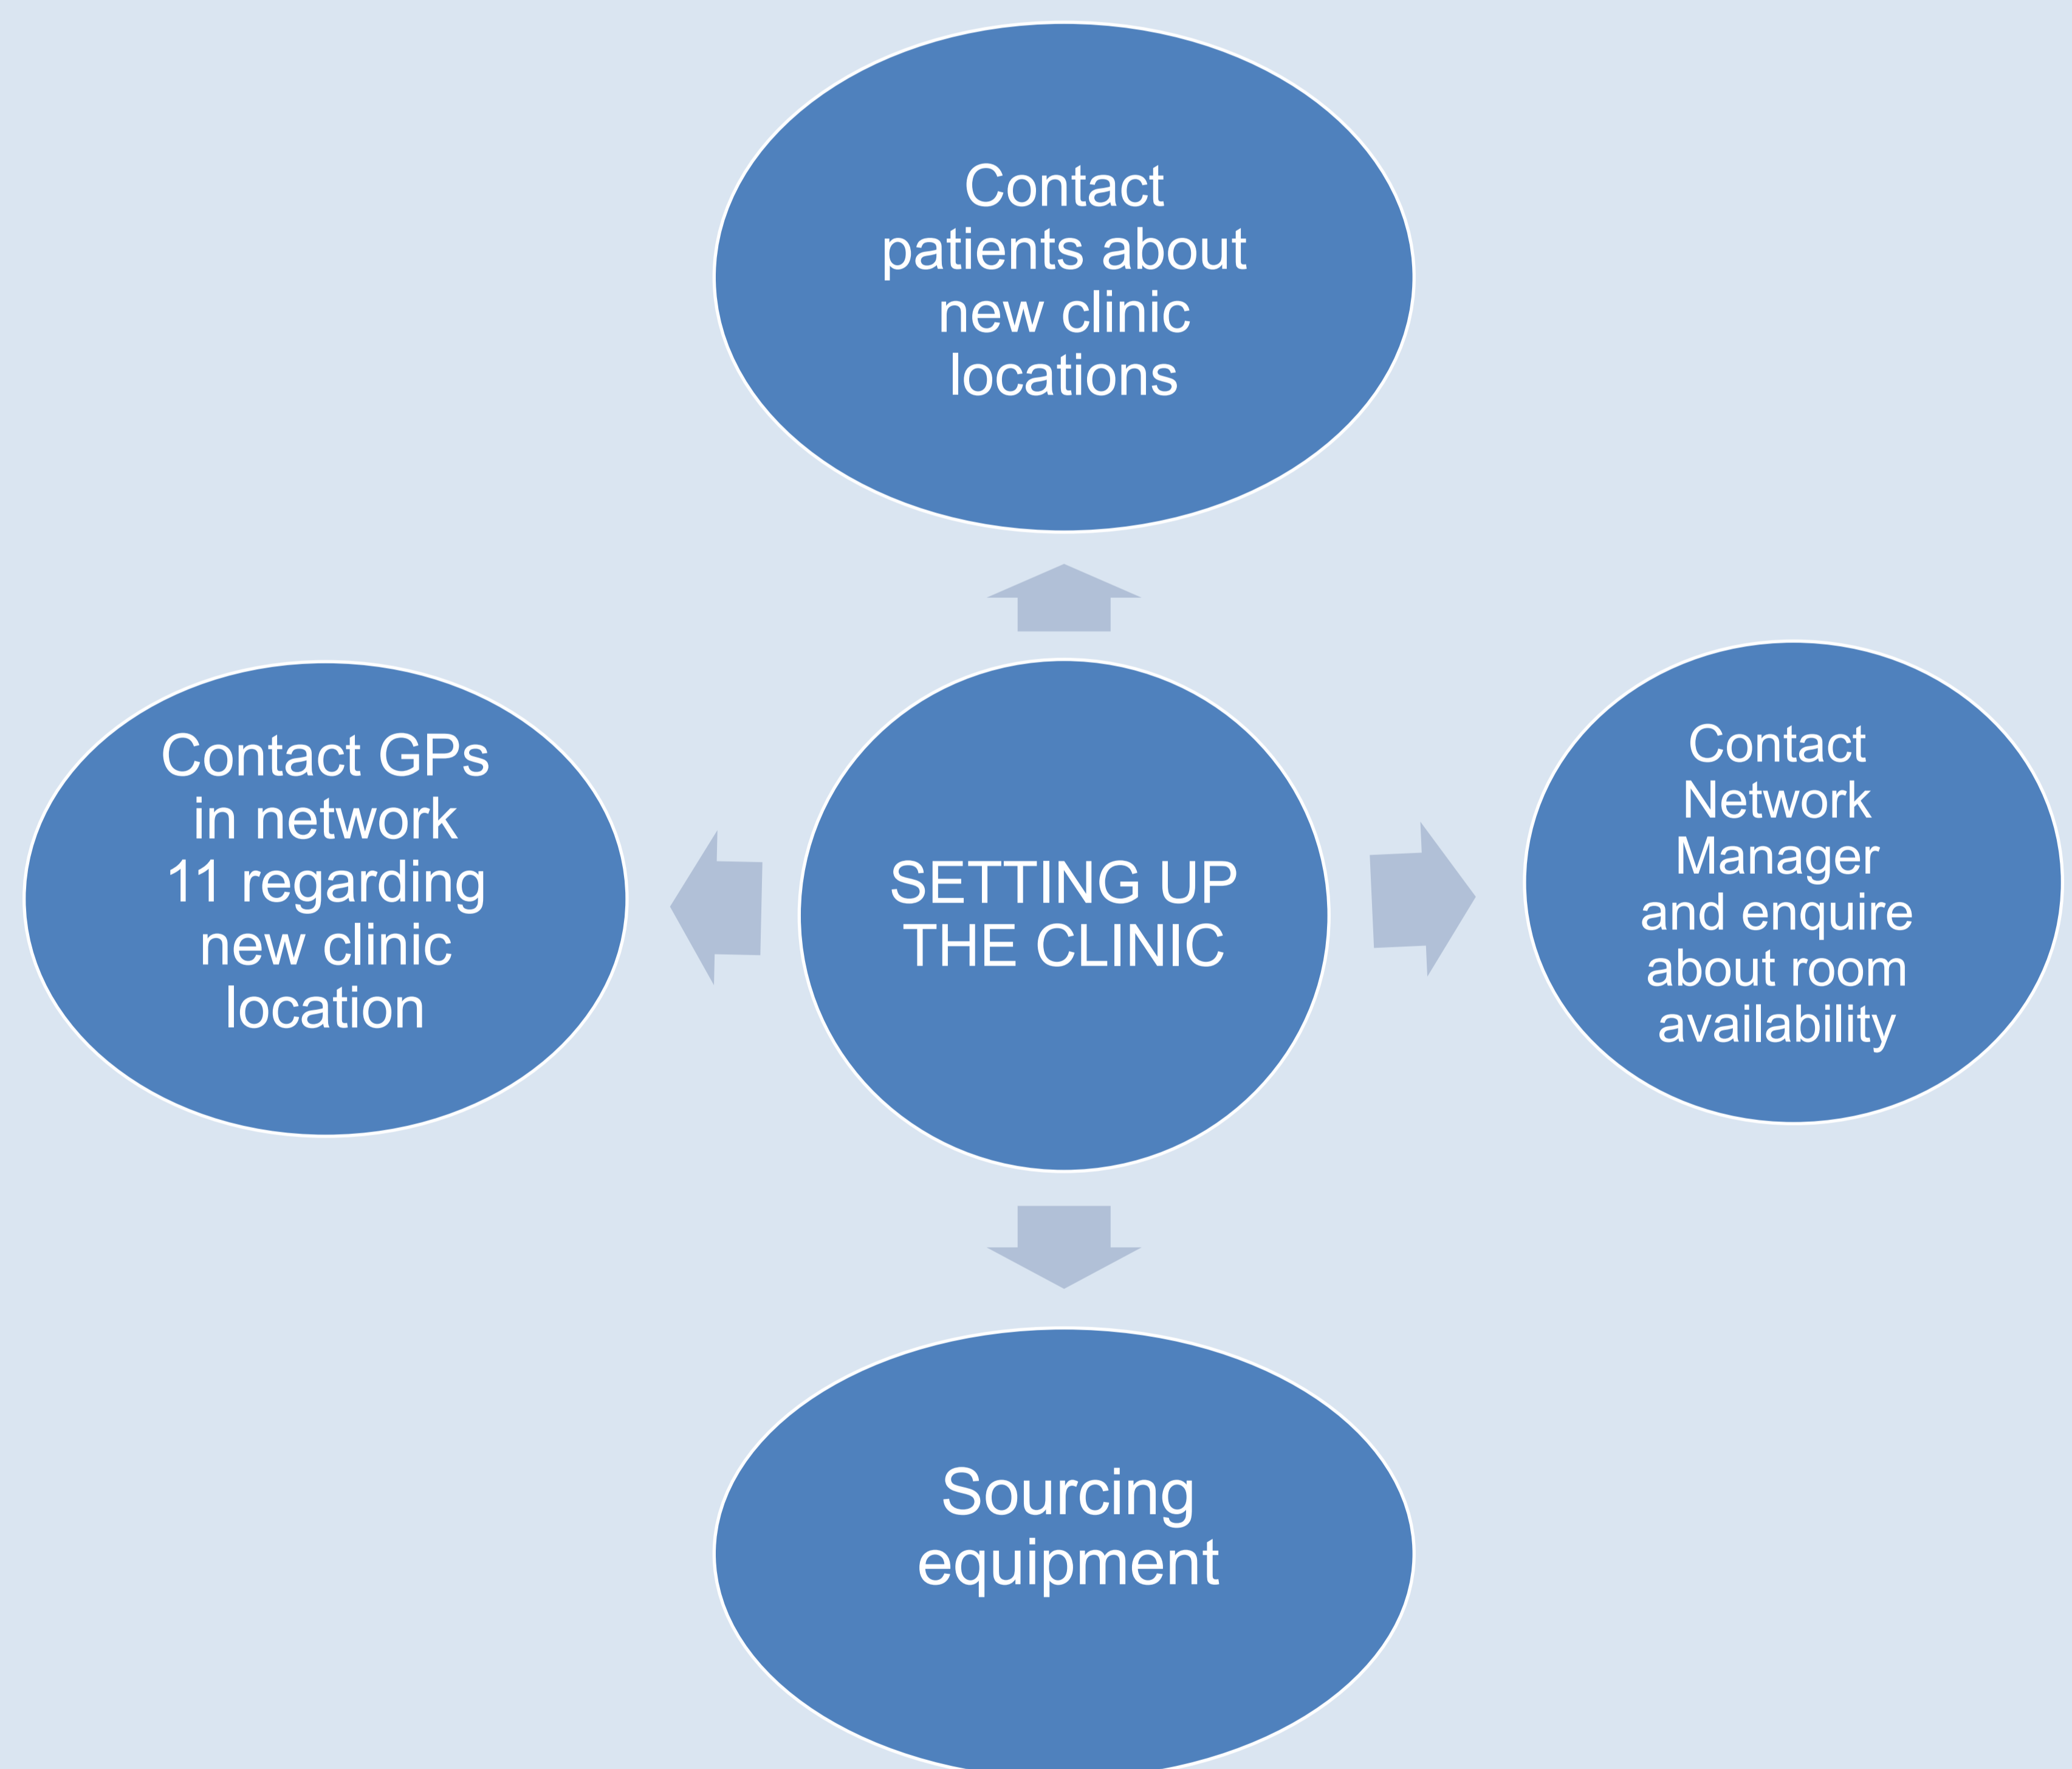 Contact
patients about
new clinic
locations
Contact GPs
in network
11 regarding
new clinic
location
SETTING UP
THE CLINIC
Contact
Network
Manager
and enquire
about room
availability
Sourcing
equipment